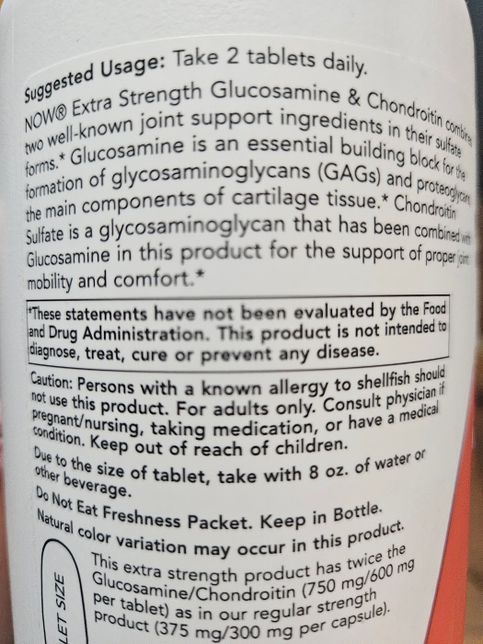 Suggested Usage: Take 2 tablets daily.
NOW® Extra Strength Glucosamine & Chondroitin combines
two well-known joint support ingredients in their sulfate
forms.* Glucosamine is an essential building block for the
formation of glycosaminoglycans (GAGs) and proteoglycans
the main components of cartilage tissue.* Chondroitin
Sulfate is a glycosaminoglycan that has been combined with
Glucosamine in this product for the support of proper joint
mobility and comfort.*
*These statements have not been evaluated by the Food
and Drug Administration. This product is not intended to
diagnose, treat, cure or prevent any disease.
Caution: Persons with a known allergy to shellfish should
not use this product. For adults only. Consult physician if
pregnant/nursing, taking medication, or have a medical
condition. Keep out of reach of children.
Due to the size of tablet, take with 8 oz. of water or
other beverage.
Do Not Eat Freshness Packet. Keep in Bottle.
Natural color variation may occur in this product.
This extra strength product has twice the
Glucosamine/Chondroitin (750 mg/600 mg
per tablet) as in our regular strength
product (375 mg/300 mg per capsule).
LET SIZE